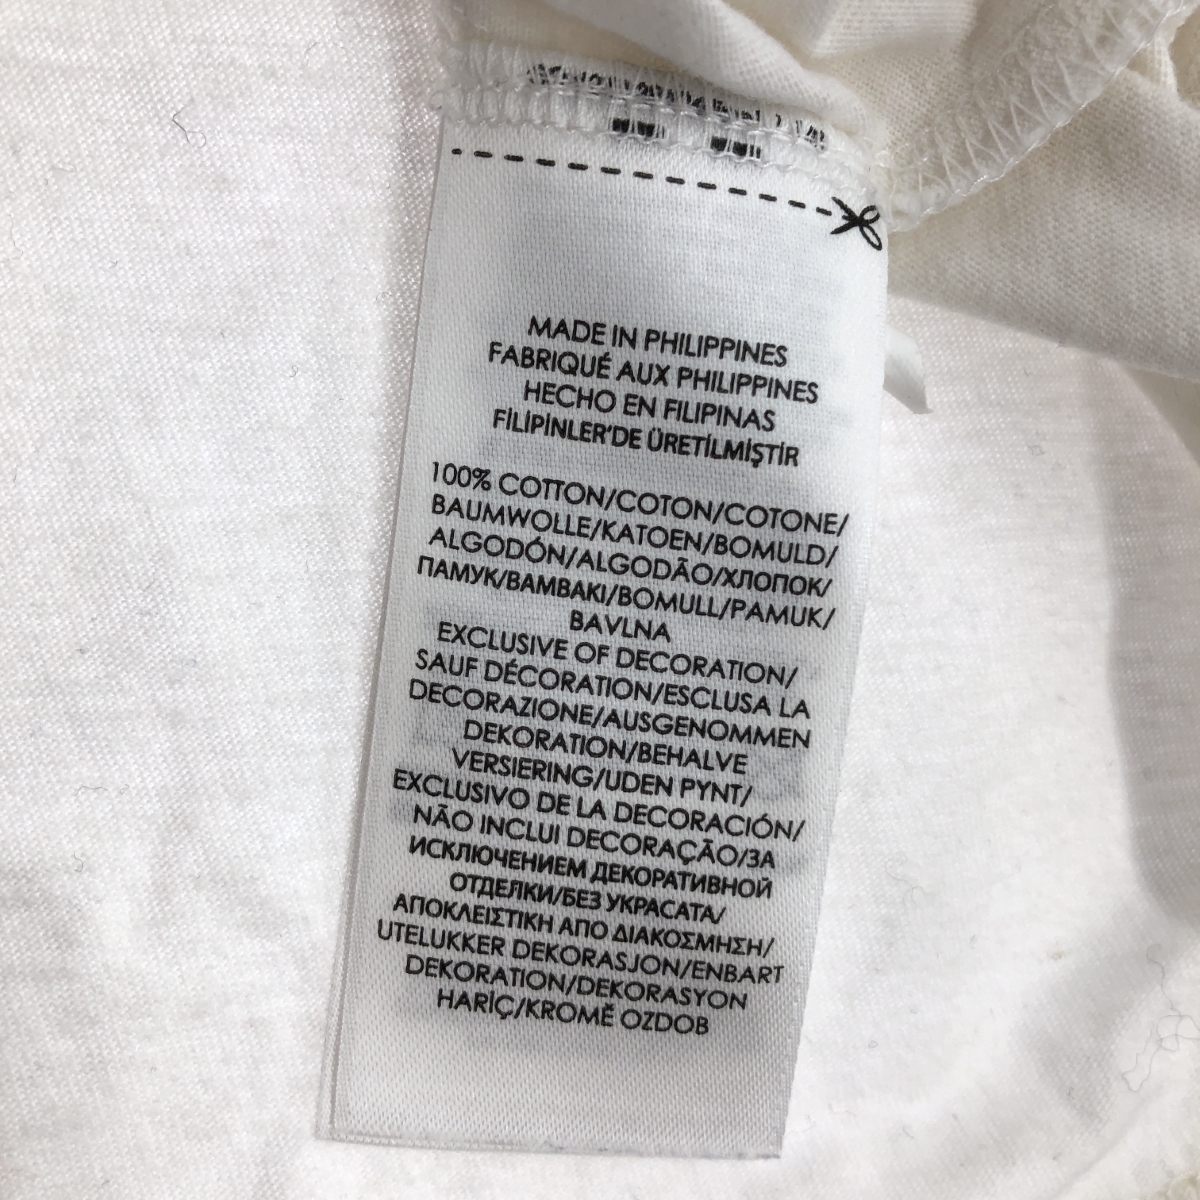 MADE IN PHILIPPINES
FABRIQUÉ AUX PHILIPPINES
HECHO EN FILIPINAS
FİLİPİNLER'DE ÜRETİLMİŞTİR
100% COTTON/COTON/COTONE/
BAUMWOLLE/KATOEN/BOMULD/
ALGODÓN/ALGODÃO/ХЛОПОК/
ПАМУК/ΒΑΜΒΑΚΙ/BOMULL/PAMUK/
BAVLNA
EXCLUSIVE OF DECORATION/
SAUF DÉCORATION/ESCLUSA LA
DECORAZIONE/AUSGENOMMEN
DEKORATION/BEHALVE
VERSIERING/UDEN PYNT/
EXCLUSIVO DE LA DECORACIÓN/
NÃO INCLUI DECORAÇÃO/ЗА
ИСКЛЮЧЕНИЕМ ДЕКОРАТИВНОЙ
ОТДЕЛКИ/БЕЗ УКРАСАТА/
ΑΠΟΚΛΕΙΣΤΙΚΗ ΑΠΟ ΔΙΑΚΟΣΜΗΣΗ/
UTELUKKER DEKORASJON/ENBART
DEKORATION/DEKORASYON
HARİÇ/KROMĚ OZDOB